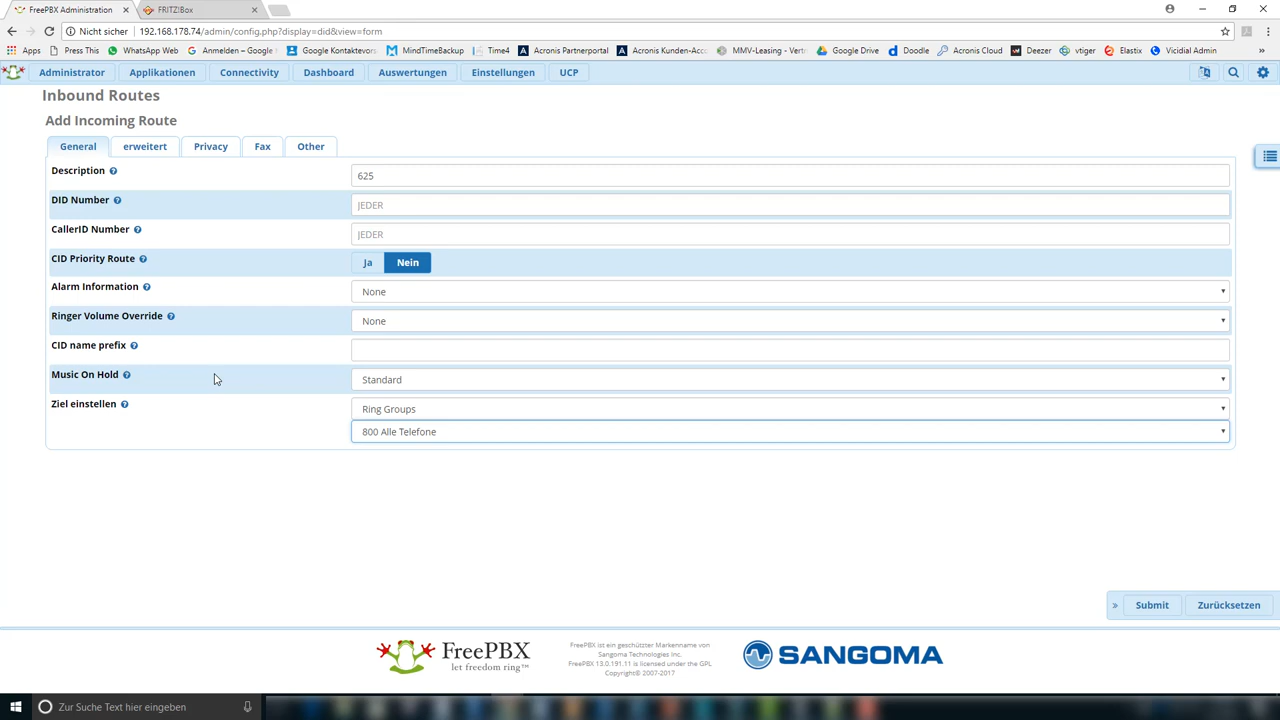 FreePBX Administration
FRITZ!Box
Nicht sicher | 192.168.178.74/admin/config.php?display=did&view=form
Apps Press This WhatsApp Web Anmelden – Google Google Kontaktevor MindTimeBackup Time4 Acronis Partnerportal Acronis Kunden-Acc MMV-Leasing - Vertr Google Drive Doodle Acronis Cloud Deezer vtiger Elastix Vicidial Admin »
Administrator Applikationen Connectivity Dashboard Auswertungen Einstellungen UCP
Inbound Routes
Add Incoming Route
General erweitert Privacy Fax Other
Description 625
DID Number JEDER
CallerID Number JEDER
CID Priority Route Ja Nein
Alarm Information None
Ringer Volume Override None
CID name prefix
Music On Hold Standard
Ziel einstellen Ring Groups
800 Alle Telefone
» Submit Zurücksetzen
FreePBX
let freedom ring™
FreePBX ist ein geschützter Markenname von
Sangoma Technologies Inc.
FreePBX 13.0.191.11 is licensed under the GPL
Copyright© 2007-2017
SANGOMA
Zur Suche Text hier eingeben